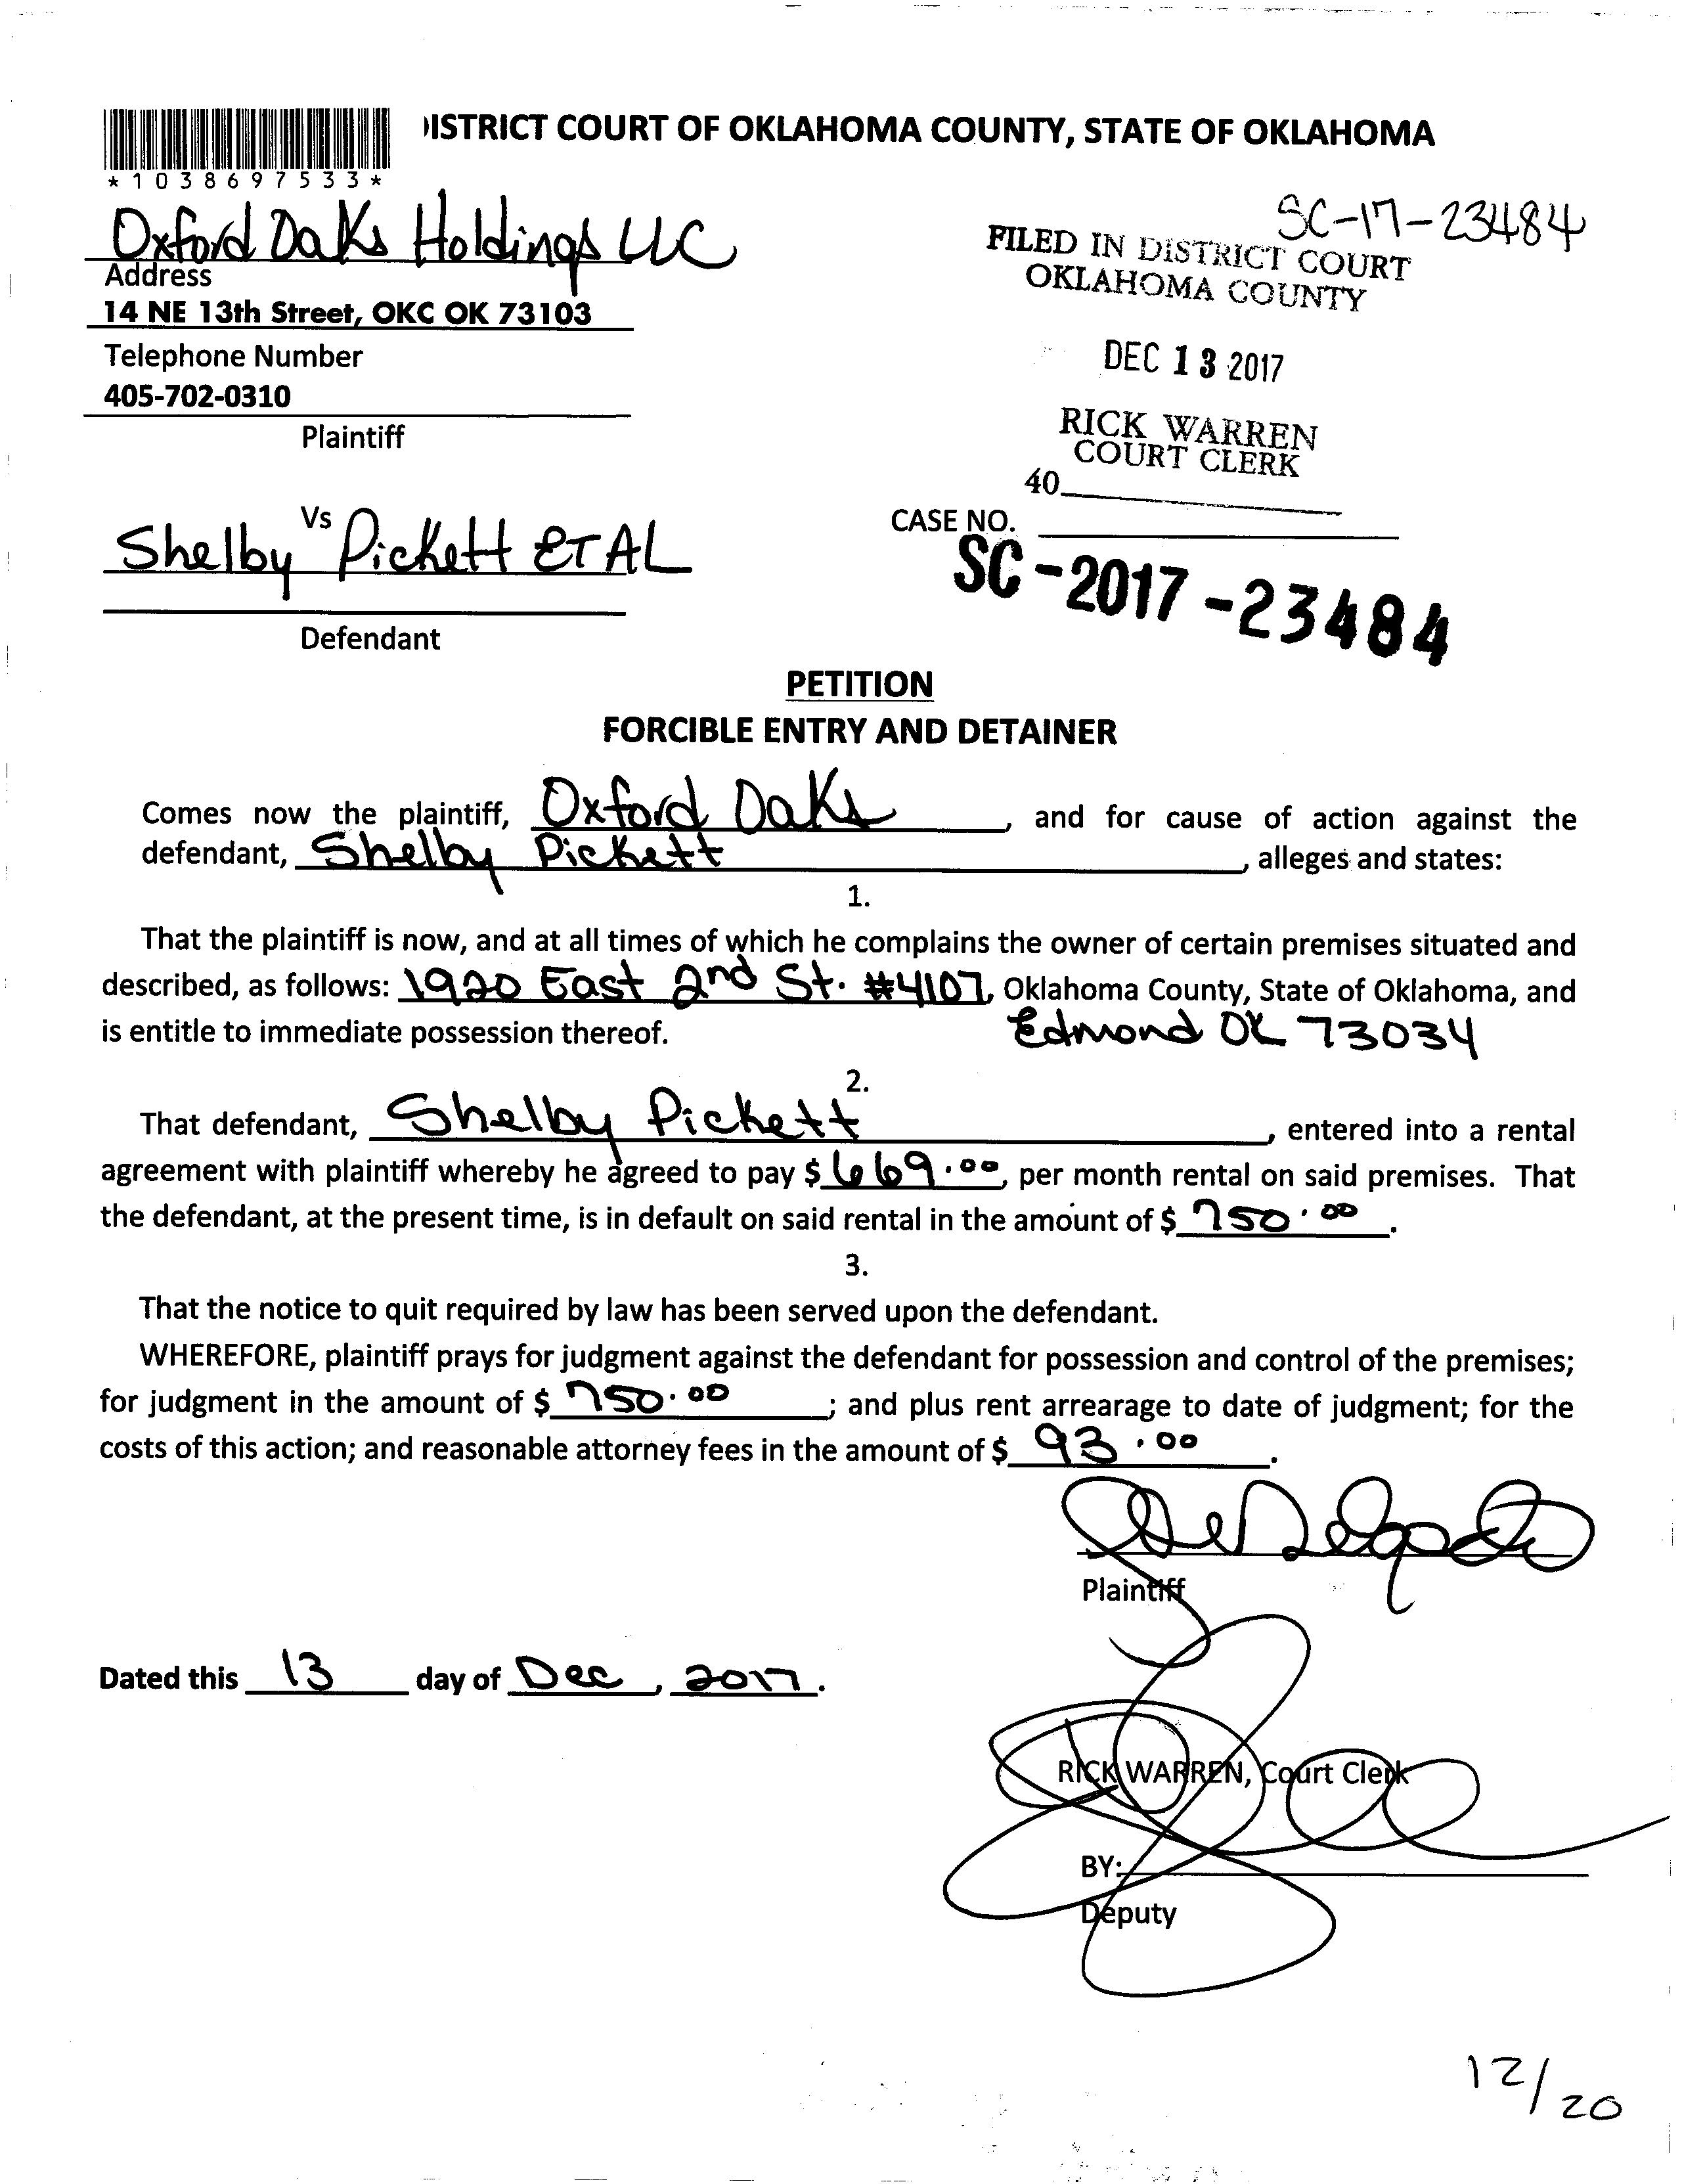 ISTRICT COURT OF OKLAHOMA COUNTY, STATE OF OKLAHOMA
*1038697533*
Oxford Oaks Holdings LLC
SC-17-23484
Address
FILED IN DISTRICT COURT
OKLAHOMA COUNTY
14 NE 13th Street, OKC OK 73103
Telephone Number
DEC 13 2017
405-702-0310
Plaintiff
RICK WARREN
COURT CLERK
40
Vs
CASE NO.
Shelby Pickett ET AL
SC-2017-23484
Defendant
PETITION
FORCIBLE ENTRY AND DETAINER
Comes now the plaintiff, Oxford Oaks, and for cause of action against the
defendant, Shelby Pickett, alleges and states:
1.
That the plaintiff is now, and at all times of which he complains the owner of certain premises situated and
described, as follows: 1920 East 2nd St. #4107, Oklahoma County, State of Oklahoma, and
is entitle to immediate possession thereof. Edmond OK 73034
2.
That defendant, Shelby Pickett, entered into a rental
agreement with plaintiff whereby he agreed to pay $669.00, per month rental on said premises. That
the defendant, at the present time, is in default on said rental in the amount of $750.00.
3.
That the notice to quit required by law has been served upon the defendant.
WHEREFORE, plaintiff prays for judgment against the defendant for possession and control of the premises;
for judgment in the amount of $750.00; and plus rent arrearage to date of judgment; for the
costs of this action; and reasonable attorney fees in the amount of $93.00.
Plaintiff
Dated this 13 day of Dec, 2017.
RICK WARREN, Court Clerk
BY:
Deputy
12/20